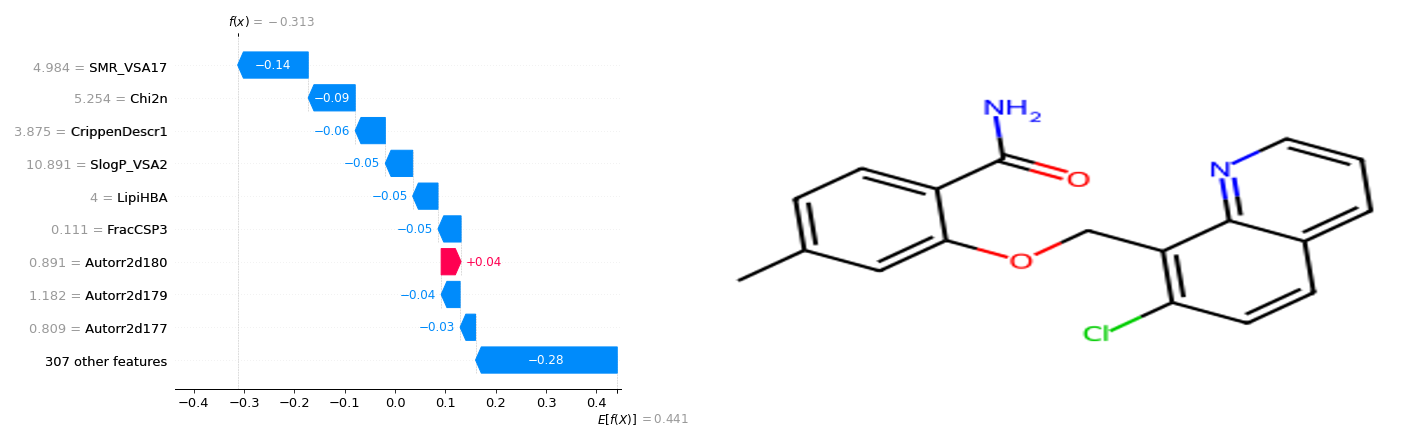 f(x) = −0.313
4.984 = SMR_VSA17 −0.14
5.254 = Chi2n −0.09
3.875 = CrippenDescr1 −0.06
10.891 = SlogP_VSA2 −0.05
4 = LipiHBA −0.05
0.111 = FracCSP3 −0.05
0.891 = Autorr2d180 +0.04
1.182 = Autorr2d179 −0.04
0.809 = Autorr2d177 −0.03
307 other features −0.28
−0.4 −0.3 −0.2 −0.1 0.0 0.1 0.2 0.3 0.4
E[f(X)] = 0.441
NH2
O
N
O
Cl